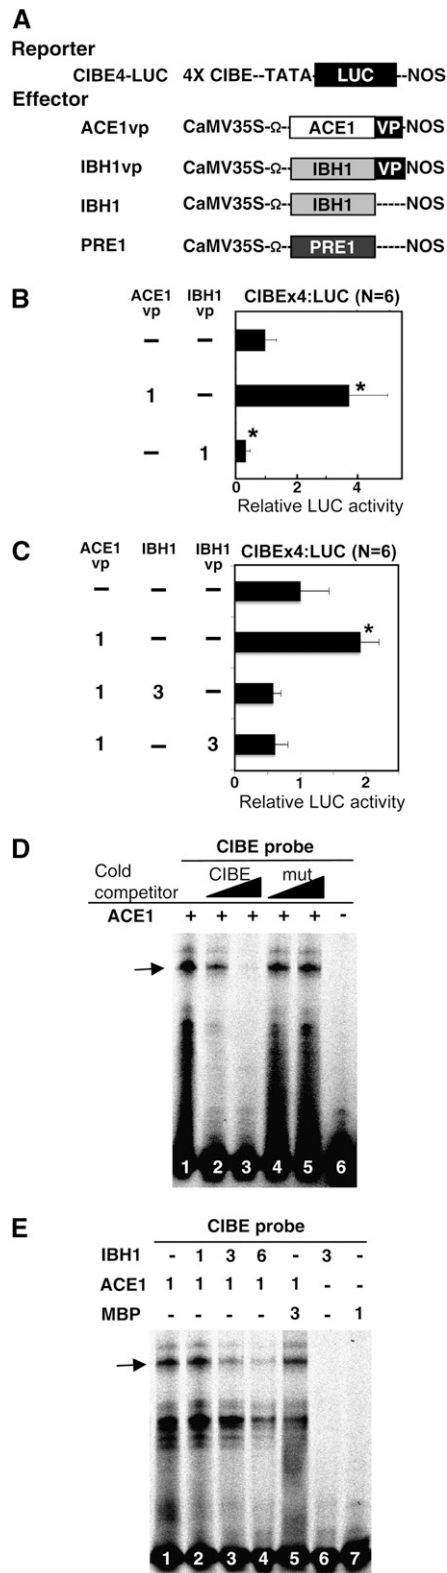 A
Reporter
CIBE4-LUC 4X CIBE--TATA- LUC --NOS
Effector
ACE1vp CaMV35S-Ω-- ACE1 VP -NOS
IBH1vp CaMV35S-Ω-- IBH1 VP -NOS
IBH1 CaMV35S-Ω-- IBH1 -----NOS
PRE1 CaMV35S-Ω-- PRE1 -----NOS
B
ACE1 vp IBH1 vp CIBEx4:LUC (N=6)
– –
1 – *
– 1 *
0 2 4
Relative LUC activity
C
ACE1 vp IBH1 IBH1 vp CIBEx4:LUC (N=6)
– – –
1 – – *
1 3 –
1 – 3
0 1 2
Relative LUC activity
D
CIBE probe
Cold competitor CIBE mut
ACE1 + + + + + -
1 2 3 4 5 6
E
CIBE probe
IBH1 - 1 3 6 - 3 -
ACE1 1 1 1 1 1 - -
MBP - - - - 3 - 1
1 2 3 4 5 6 7